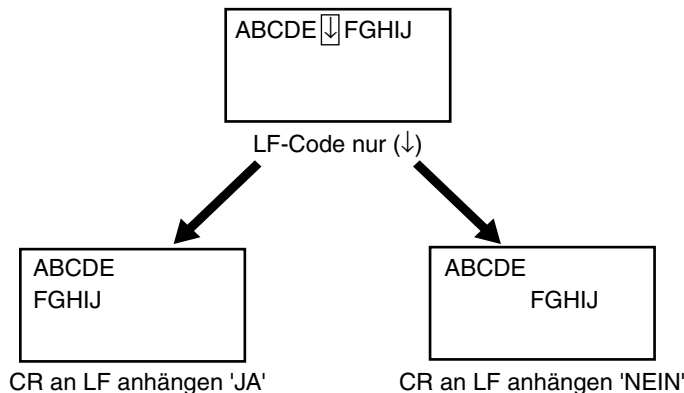 ABCDE↓FGHIJ
LF-Code nur (↓)
ABCDE
FGHIJ
CR an LF anhängen 'JA'
ABCDE
FGHIJ
CR an LF anhängen 'NEIN'